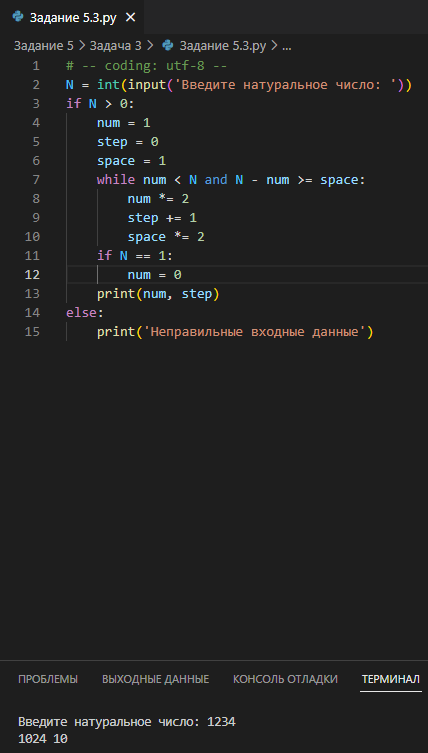 Задание 5.3.py ×
Задание 5 > Задача 3 > Задание 5.3.py > ...
1 # -- coding: utf-8 --
2 N = int(input('Введите натуральное число: '))
3 if N > 0:
4     num = 1
5     step = 0
6     space = 1
7     while num < N and N - num >= space:
8         num *= 2
9         step += 1
10         space *= 2
11     if N == 1:
12         num = 0
13     print(num, step)
14 else:
15     print('Неправильные входные данные')
ПРОБЛЕМЫ ВЫХОДНЫЕ ДАННЫЕ КОНСОЛЬ ОТЛАДКИ ТЕРМИНАЛ
Введите натуральное число: 1234
1024 10